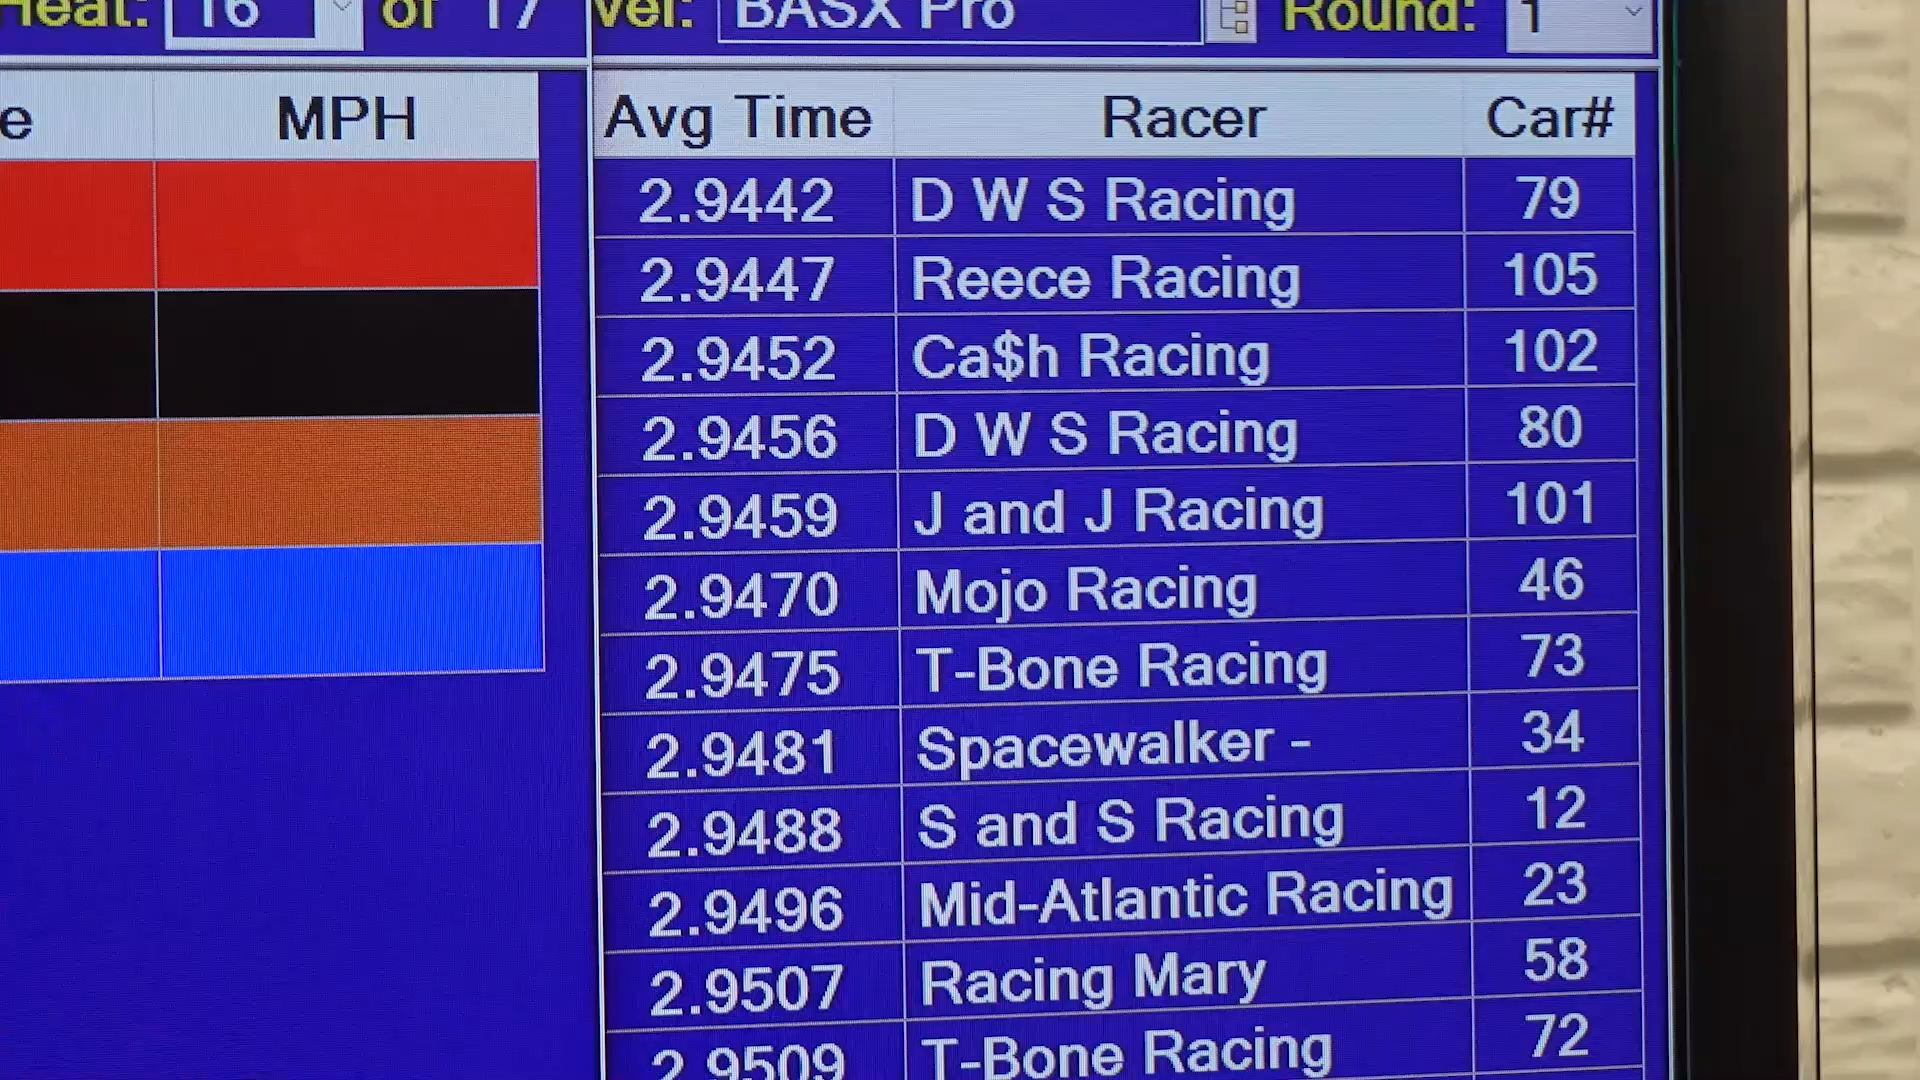 Heat: 16 of 17 vel: BASX Pro Round: 1
e MPH Avg Time Racer Car#
2.9442 D W S Racing 79
2.9447 Reece Racing 105
2.9452 Ca$h Racing 102
2.9456 D W S Racing 80
2.9459 J and J Racing 101
2.9470 Mojo Racing 46
2.9475 T-Bone Racing 73
2.9481 Spacewalker - 34
2.9488 S and S Racing 12
2.9496 Mid-Atlantic Racing 23
2.9507 Racing Mary 58
2.9509 T-Bone Racing 72